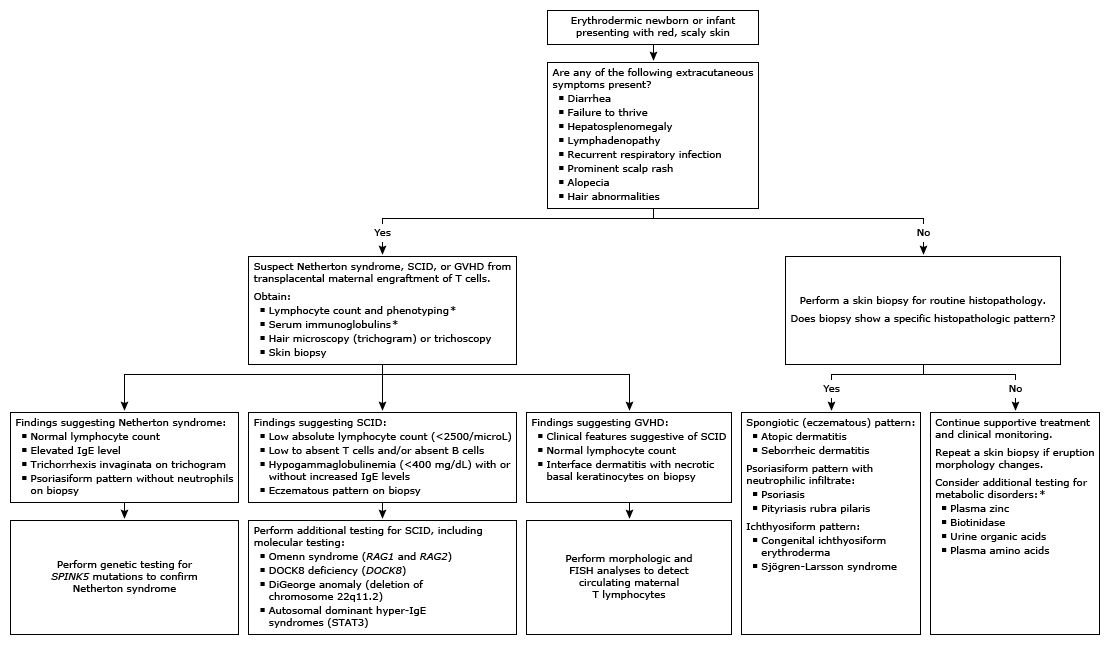 Erythrodermic newborn or infant
presenting with red, scaly skin
Are any of the following extracutaneous
symptoms present?
▪ Diarrhea
▪ Failure to thrive
▪ Hepatosplenomegaly
▪ Lymphadenopathy
▪ Recurrent respiratory infection
▪ Prominent scalp rash
▪ Alopecia
▪ Hair abnormalities
Yes
No
Suspect Netherton syndrome, SCID, or GVHD from
transplacental maternal engraftment of T cells.
Obtain:
▪ Lymphocyte count and phenotyping*
▪ Serum immunoglobulins*
▪ Hair microscopy (trichogram) or trichoscopy
▪ Skin biopsy
Perform a skin biopsy for routine histopathology.
Does biopsy show a specific histopathologic pattern?
Yes
No
Findings suggesting Netherton syndrome:
▪ Normal lymphocyte count
▪ Elevated IgE level
▪ Trichorrhexis invaginata on trichogram
▪ Psoriasiform pattern without neutrophils
on biopsy
Findings suggesting SCID:
▪ Low absolute lymphocyte count (<2500/microL)
▪ Low to absent T cells and/or absent B cells
▪ Hypogammaglobulinemia (<400 mg/dL) with or
without increased IgE levels
▪ Eczematous pattern on biopsy
Findings suggesting GVHD:
▪ Clinical features suggestive of SCID
▪ Normal lymphocyte count
▪ Interface dermatitis with necrotic
basal keratinocytes on biopsy
Spongiotic (eczematous) pattern:
▪ Atopic dermatitis
▪ Seborrheic dermatitis
Psoriasiform pattern with
neutrophilic infiltrate:
▪ Psoriasis
▪ Pityriasis rubra pilaris
Ichthyosiform pattern:
▪ Congenital ichthyosiform
erythroderma
▪ Sjögren-Larsson syndrome
Continue supportive treatment
and clinical monitoring.
Repeat a skin biopsy if eruption
morphology changes.
Consider additional testing for
metabolic disorders:*
▪ Plasma zinc
▪ Biotinidase
▪ Urine organic acids
▪ Plasma amino acids
Perform genetic testing for
SPINK5 mutations to confirm
Netherton syndrome
Perform additional testing for SCID, including
molecular testing:
▪ Omenn syndrome (RAG1 and RAG2)
▪ DOCK8 deficiency (DOCK8)
▪ DiGeorge anomaly (deletion of
chromosome 22q11.2)
▪ Autosomal dominant hyper-IgE
syndromes (STAT3)
Perform morphologic and
FISH analyses to detect
circulating maternal
T lymphocytes